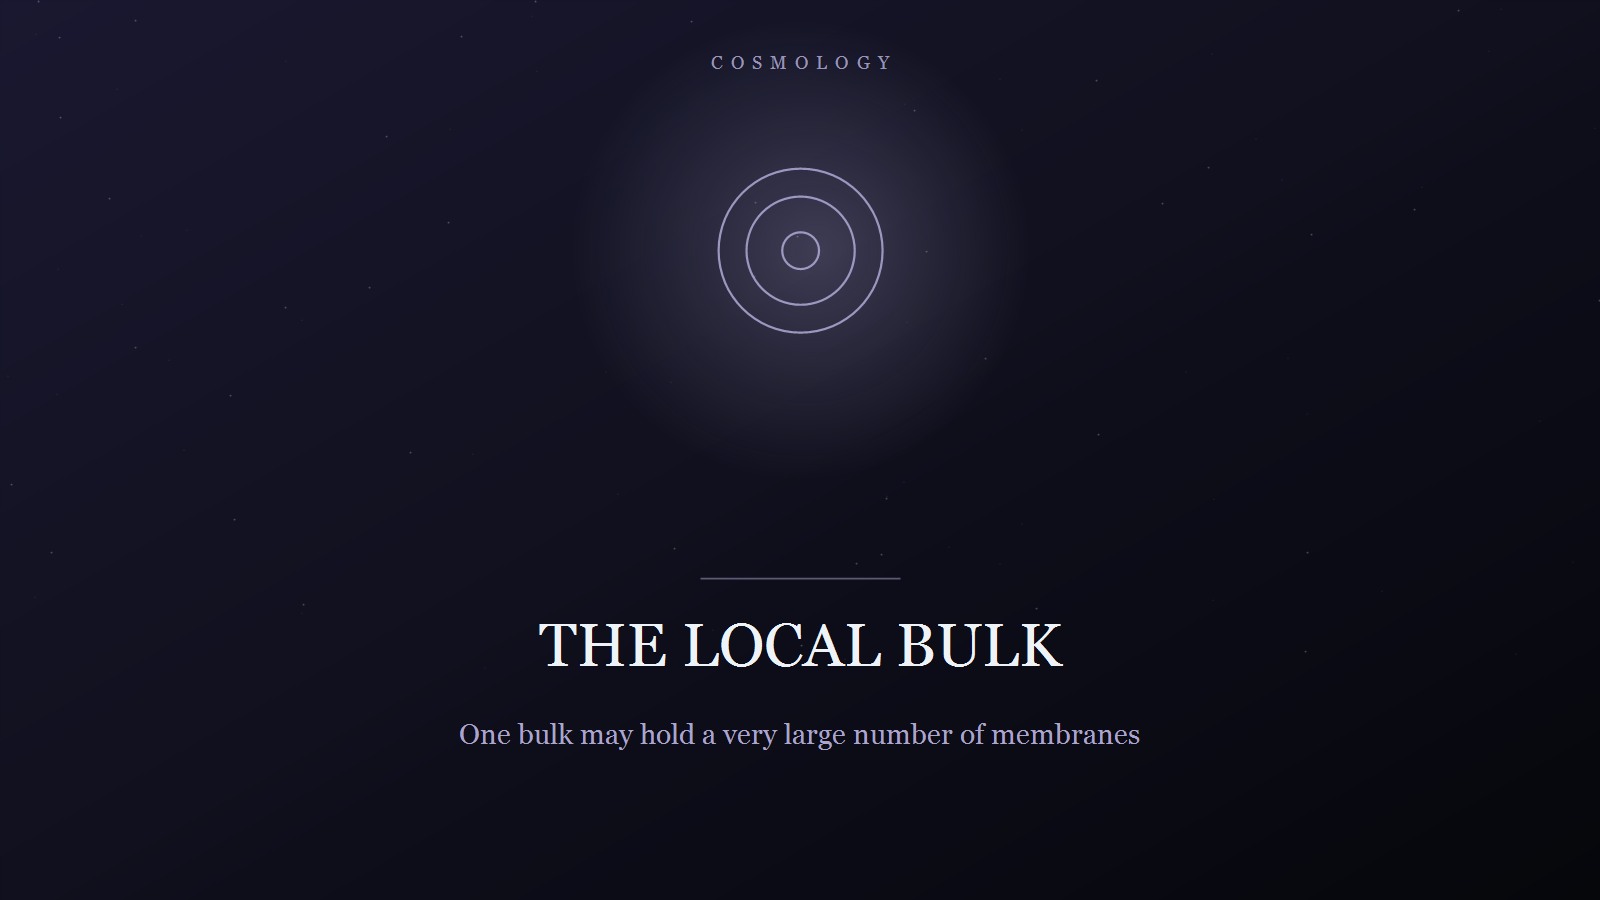 COSMOLOGY
THE LOCAL BULK
One bulk may hold a very large number of membranes